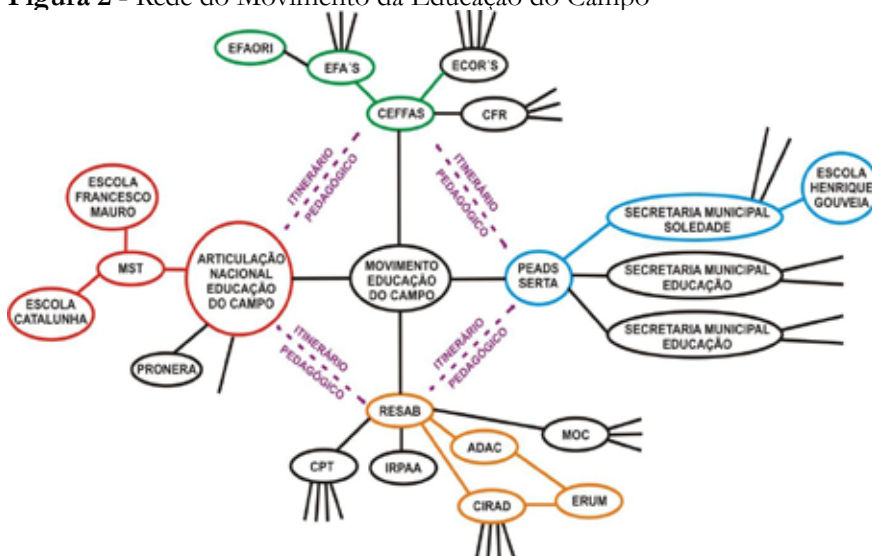 Figura 2 - Rede do Movimento da Educação do Campo
EFAORI
EFA´S
ECOR´S
CEFFAS
CFR
ITINERÁRIO
PEDAGÓGICO
ITINERÁRIO
PEDAGÓGICO
ESCOLA
FRANCESCO
MAURO
MST
ESCOLA
CATALUNHA
ARTICULAÇÃO
NACIONAL
EDUCAÇÃO
DO CAMPO
PRONERA
MOVIMENTO
EDUCAÇÃO
DO CAMPO
PEADS
SERTA
SECRETARIA MUNICIPAL
SOLEDADE
ESCOLA
HENRIQUE
GOUVEIA
SECRETARIA MUNICIPAL
EDUCAÇÃO
SECRETARIA MUNICIPAL
EDUCAÇÃO
ITINERÁRIO
PEDAGÓGICO
ITINERÁRIO
PEDAGÓGICO
RESAB
CPT
IRPAA
ADAC
MOC
CIRAD
ERUM